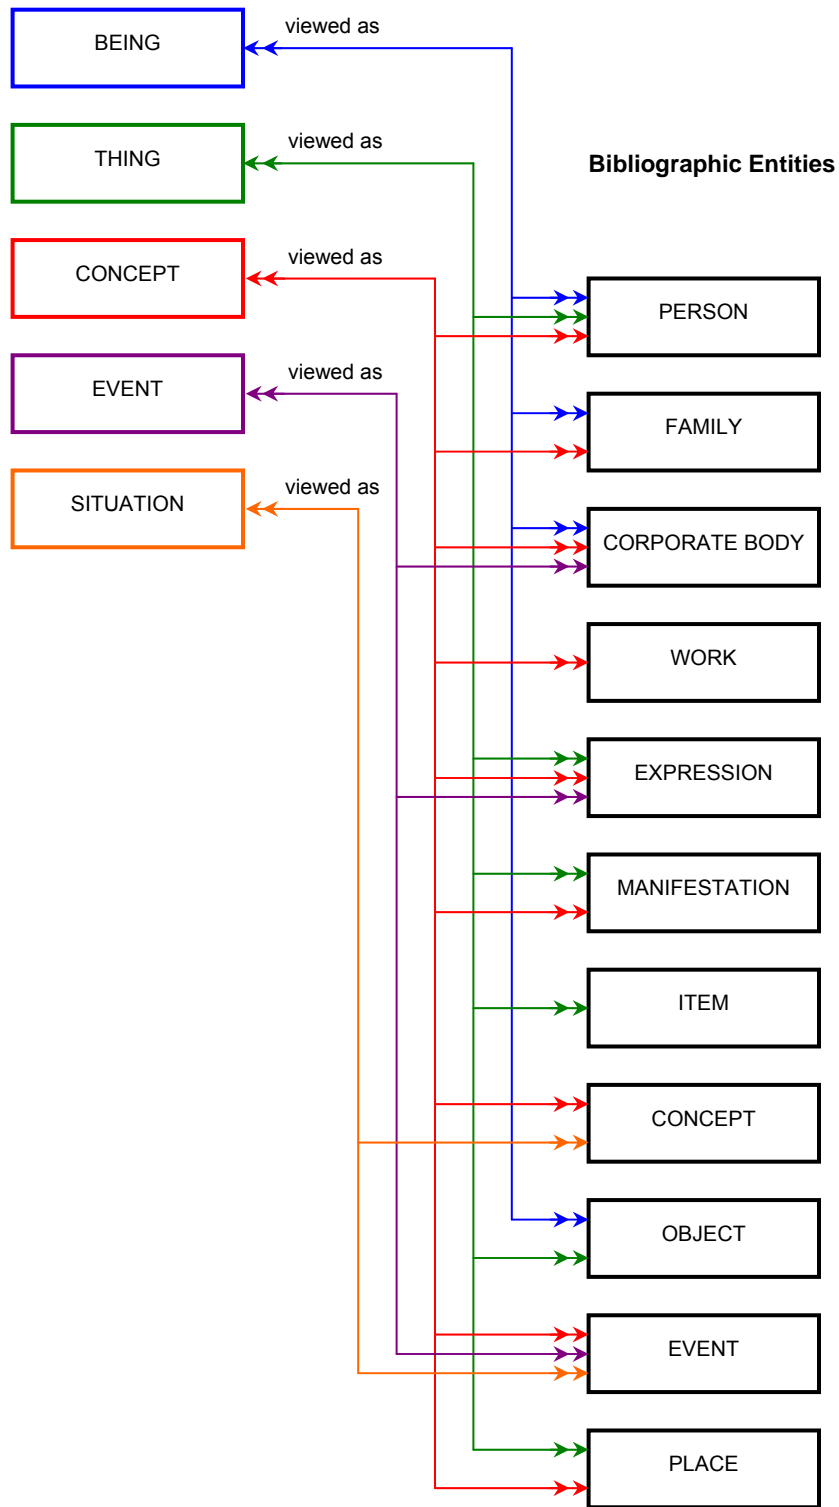 BEING
viewed as
THING
viewed as
Bibliographic Entities
CONCEPT
viewed as
PERSON
EVENT
viewed as
FAMILY
SITUATION
viewed as
CORPORATE BODY
WORK
EXPRESSION
MANIFESTATION
ITEM
CONCEPT
OBJECT
EVENT
PLACE